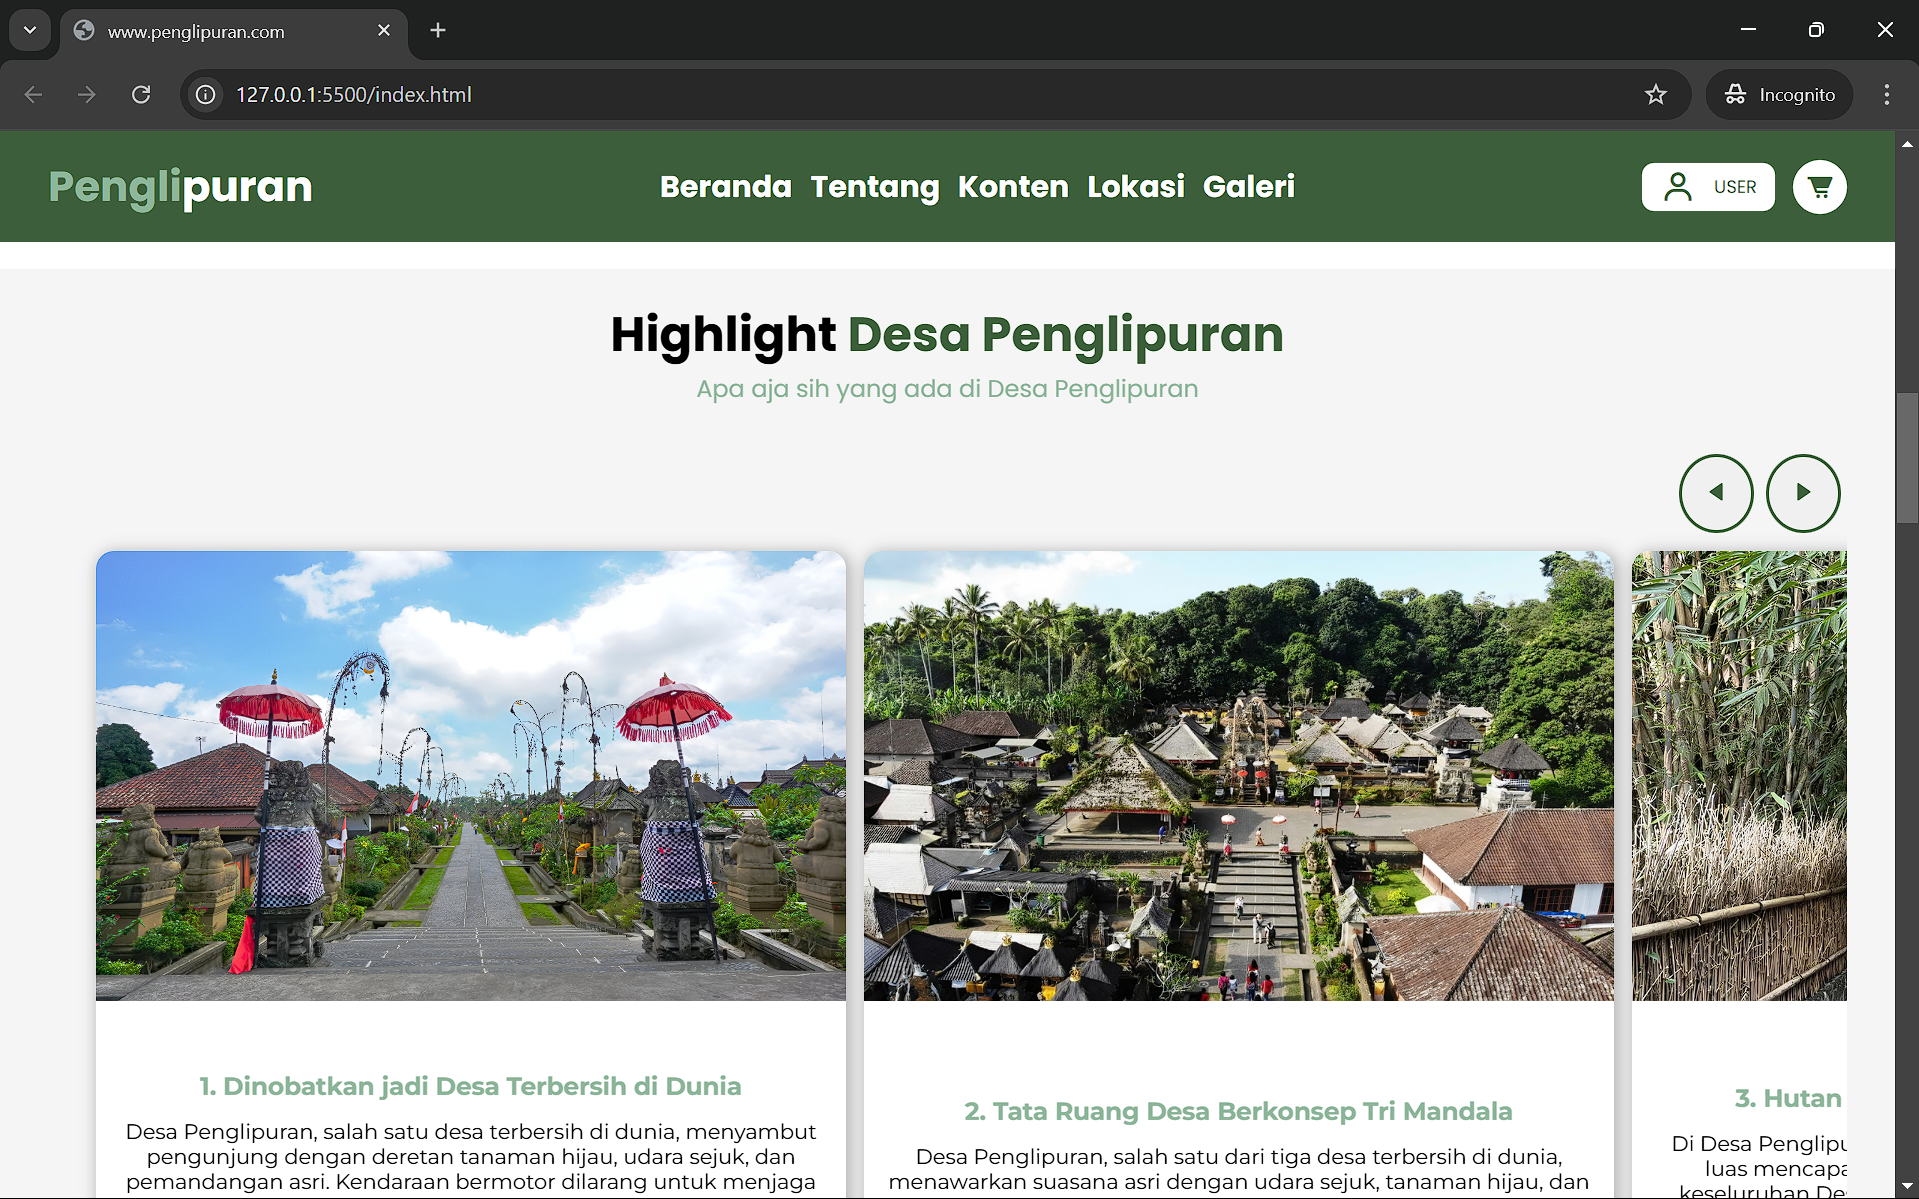 www.penglipuran.com
127.0.0.1:5500/index.html
Incognito
Penglipuran
Beranda Tentang Konten Lokasi Galeri
USER
Highlight Desa Penglipuran
Apa aja sih yang ada di Desa Penglipuran
1. Dinobatkan jadi Desa Terbersih di Dunia
Desa Penglipuran, salah satu desa terbersih di dunia, menyambut
pengunjung dengan deretan tanaman hijau, udara sejuk, dan
pemandangan asri. Kendaraan bermotor dilarang untuk menjaga
2. Tata Ruang Desa Berkonsep Tri Mandala
Desa Penglipuran, salah satu dari tiga desa terbersih di dunia,
menawarkan suasana asri dengan udara sejuk, tanaman hijau, dan
3. Hutan
Di Desa Penglipu
luas mencapa
keseluruhan De